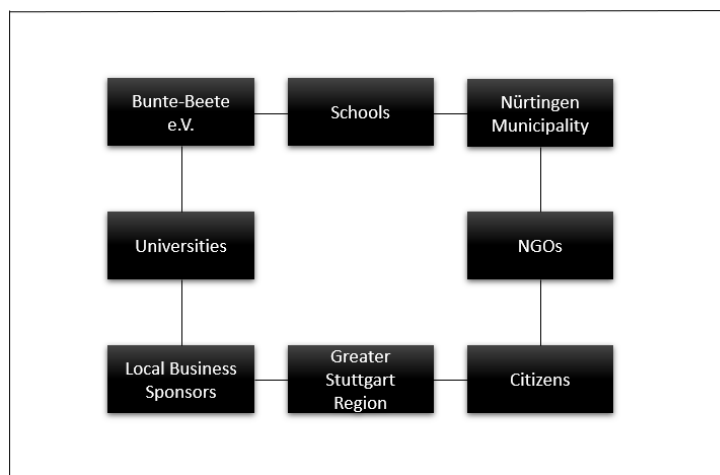 Bunte-Beete
e.V.
Schools
Nürtingen
Municipality
Universities
NGOs
Local Business
Sponsors
Greater
Stuttgart
Region
Citizens